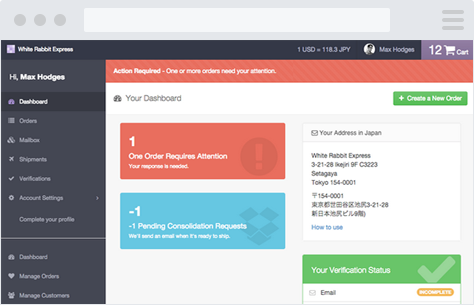 White Rabbit Express
1 USD = 118.3 JPY
Max Hodges
12 Cart
Hi, Max Hodges
Action Required - One or more orders need your attention.
Dashboard
Orders
Mailbox
Shipments
Verifications
Account Settings
Complete your profile
Dashboard
Manage Orders
Manage Customers
Your Dashboard
+ Create a New Order
1
One Order Requires Attention
Your response is needed.
-1
-1 Pending Consolidation Requests
We'll send an email when it's ready to ship.
Your Address in Japan
White Rabbit Express
3-21-28 Ikejiri 9F C3223
Setagaya
Tokyo 154-0001
〒154-0001
東京都世田谷区池尻3-21-28
新日本池尻ビル9階)
How to use
Your Verification Status
Email
INCOMPLETE